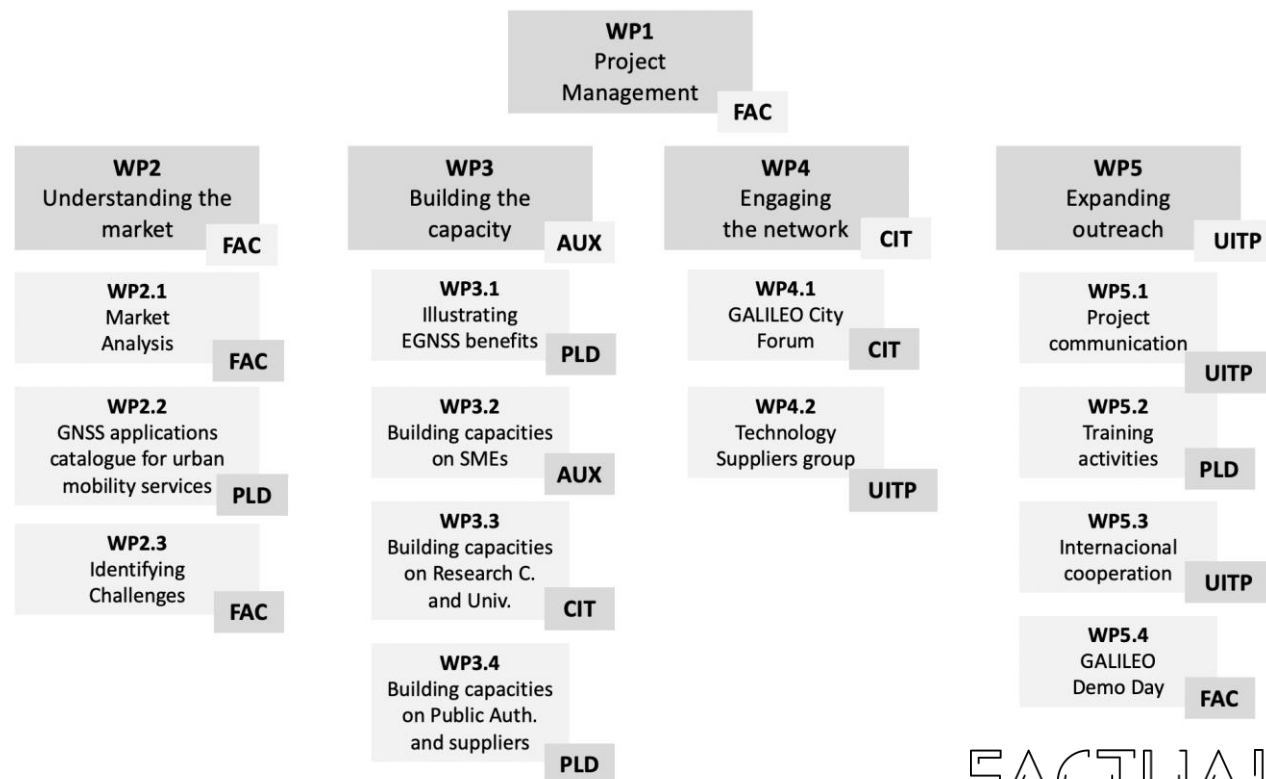 WP1
Project
Management
FAC
WP2
Understanding the
market
FAC
WP2.1
Market
Analysis
FAC
WP2.2
GNSS applications
catalogue for urban
mobility services
PLD
WP2.3
Identifying
Challenges
FAC
WP3
Building the
capacity
AUX
WP3.1
Illustrating
EGNSS benefits
PLD
WP3.2
Building capacities
on SMEs
AUX
WP3.3
Building capacities
on Research C.
and Univ.
CIT
WP3.4
Building capacities
on Public Auth.
and suppliers
PLD
WP4
Engaging
the network
CIT
WP4.1
GALILEO City
Forum
CIT
WP4.2
Technology
Suppliers group
UITP
WP5
Expanding
outreach
UITP
WP5.1
Project
communication
UITP
WP5.2
Training
activities
PLD
WP5.3
Internacional
cooperation
UITP
WP5.4
GALILEO
Demo Day
FAC